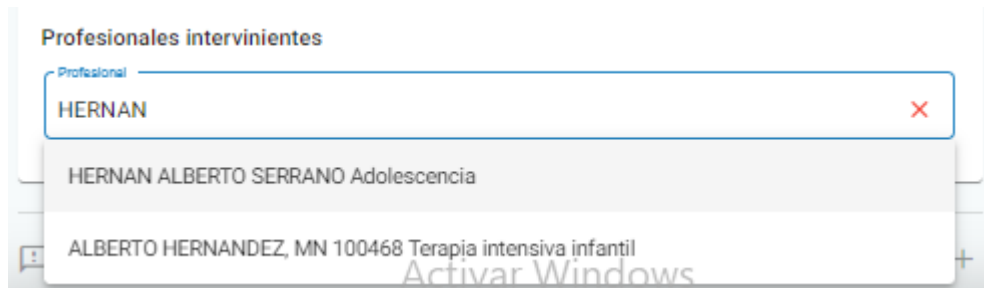 Profesionales intervinientes
Profesional
HERNAN
HERNAN ALBERTO SERRANO Adolescencia
ALBERTO HERNANDEZ, MN 100468 Terapia intensiva infantil
Activar Windows